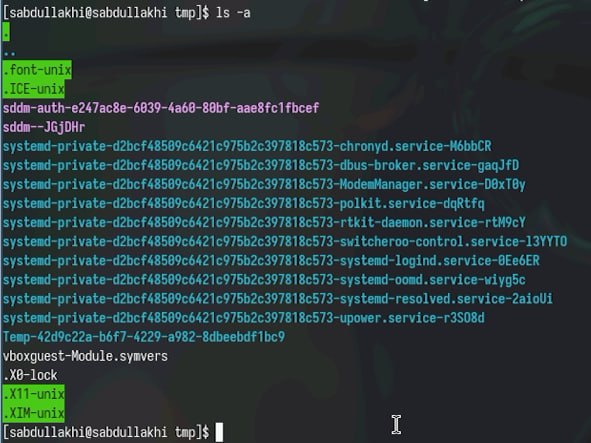 [sabdullakhi@sabdullakhi tmp]$ ls -a
.
..
.font-unix
.ICE-unix
sddm-auth-e247ac8e-6039-4a60-80bf-aae8fc1fbcef
sddm--JGjDHr
systemd-private-d2bcf48509c6421c975b2c397818c573-chronyd.service-M6bbCR
systemd-private-d2bcf48509c6421c975b2c397818c573-dbus-broker.service-gaqJfD
systemd-private-d2bcf48509c6421c975b2c397818c573-ModemManager.service-D0xT0y
systemd-private-d2bcf48509c6421c975b2c397818c573-polkit.service-dqRtfq
systemd-private-d2bcf48509c6421c975b2c397818c573-rtkit-daemon.service-rtM9cY
systemd-private-d2bcf48509c6421c975b2c397818c573-switcheroo-control.service-l3YYTO
systemd-private-d2bcf48509c6421c975b2c397818c573-systemd-logind.service-0Ee6ER
systemd-private-d2bcf48509c6421c975b2c397818c573-systemd-oomd.service-wiyg5c
systemd-private-d2bcf48509c6421c975b2c397818c573-systemd-resolved.service-2aioUi
systemd-private-d2bcf48509c6421c975b2c397818c573-upower.service-r3SO8d
Temp-42d9c22a-b6f7-4229-a982-8dbeebdf1bc9
vboxguest-Module.symvers
.X0-lock
.X11-unix
.XIM-unix
[sabdullakhi@sabdullakhi tmp]$